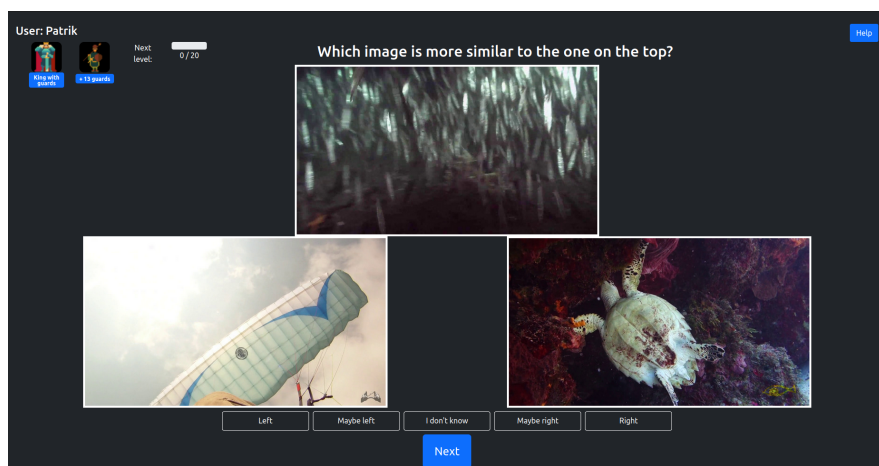 User: Patrik
Help
King with
guards
+ 13 guards
Next
level:
0 / 20
Which image is more similar to the one on the top?
Left
Maybe left
I don't know
Maybe right
Right
Next